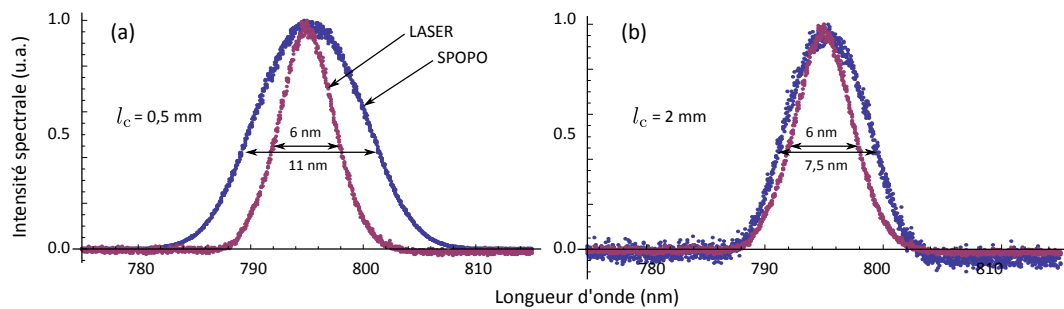 Intensité spectrale (u.a.)
1.0
0.5
0.0
(a)
LASER
SPOPO
lc = 0,5 mm
6 nm
11 nm
780
790
800
810
1.0
0.5
0.0
(b)
lc = 2 mm
6 nm
7,5 nm
780
790
800
810
Longueur d'onde (nm)